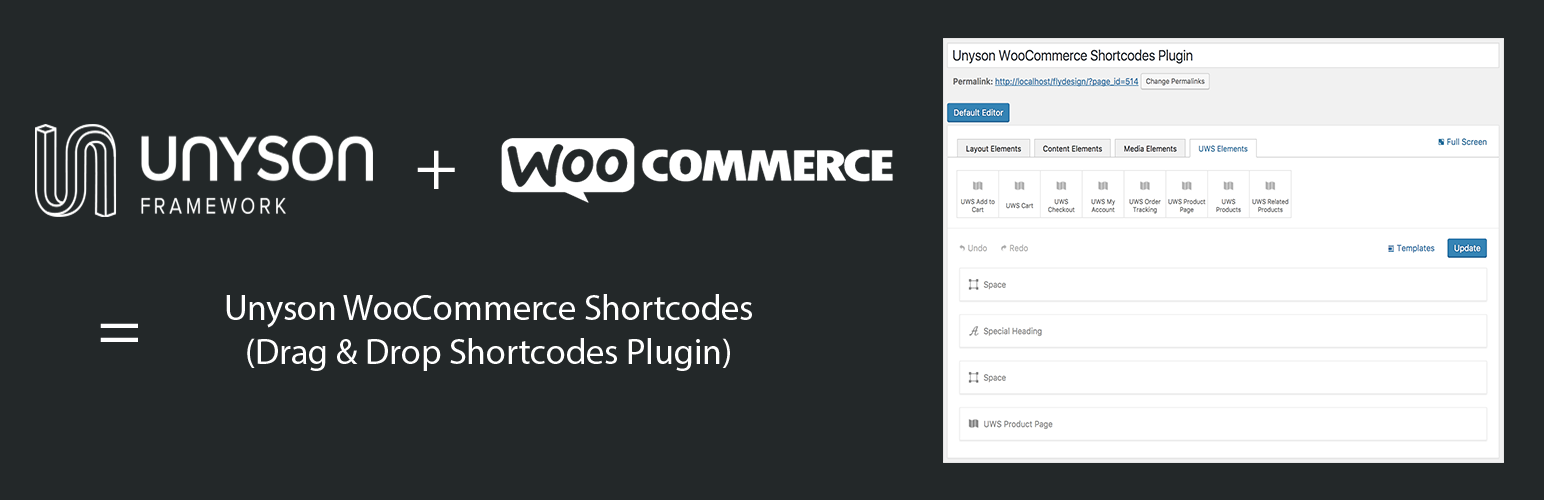 UNYSON
FRAMEWORK
+
WOO COMMERCE
=
Unyson WooCommerce Shortcodes
(Drag & Drop Shortcodes Plugin)
Unyson WooCommerce Shortcodes Plugin
Permalink: http://localhost/flydesign/?page_id=514 Change Permalinks
Default Editor
Layout Elements Content Elements Media Elements UWS Elements Full Screen
UWS Add to
Cart
UWS Cart
UWS
Checkout
UWS My
Account
UWS Order
Tracking
UWS Product
Page
UWS
Products
UWS Related
Products
Undo Redo Templates Update
Space
Special Heading
Space
UWS Product Page